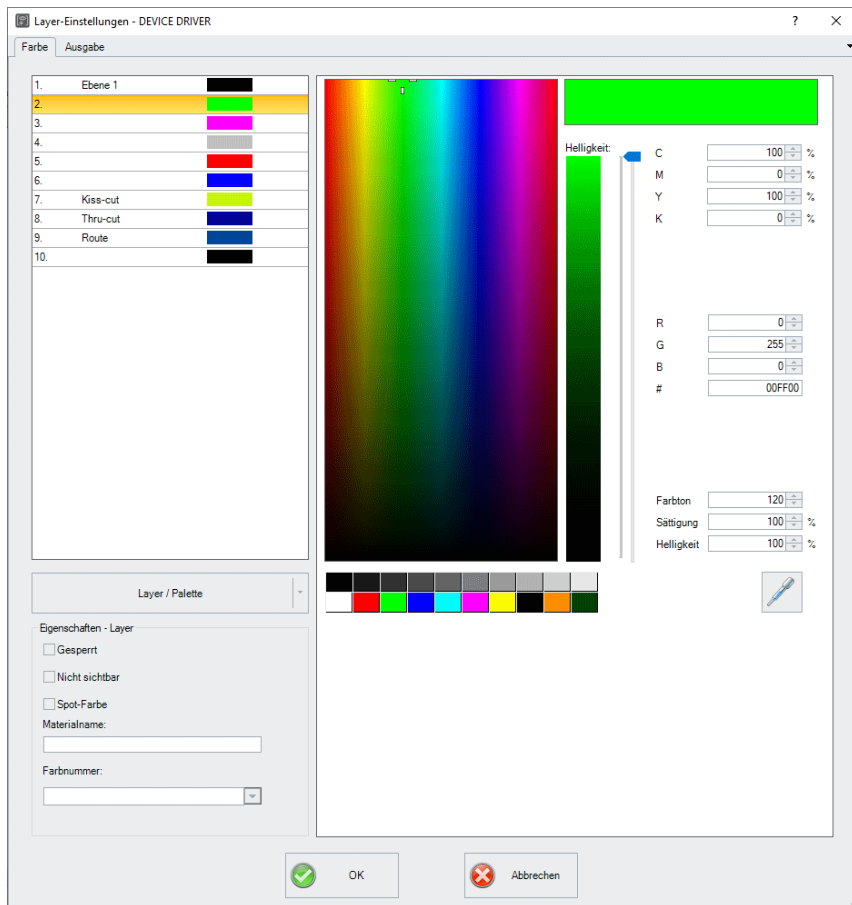 Layer-Einstellungen - DEVICE DRIVER
?
Farbe
Ausgabe
1. Ebene 1
2.
3.
4.
5.
6.
7. Kiss-cut
8. Thru-cut
9. Route
10.
Layer / Palette
Eigenschaften - Layer
Gesperrt
Nicht sichtbar
Spot-Farbe
Materialname:
Farbnummer:
Helligkeit:
C 100 %
M 0 %
Y 100 %
K 0 %
R 0
G 255
B 0
# 00FF00
Farbton 120
Sättigung 100 %
Helligkeit 100 %
OK
Abbrechen